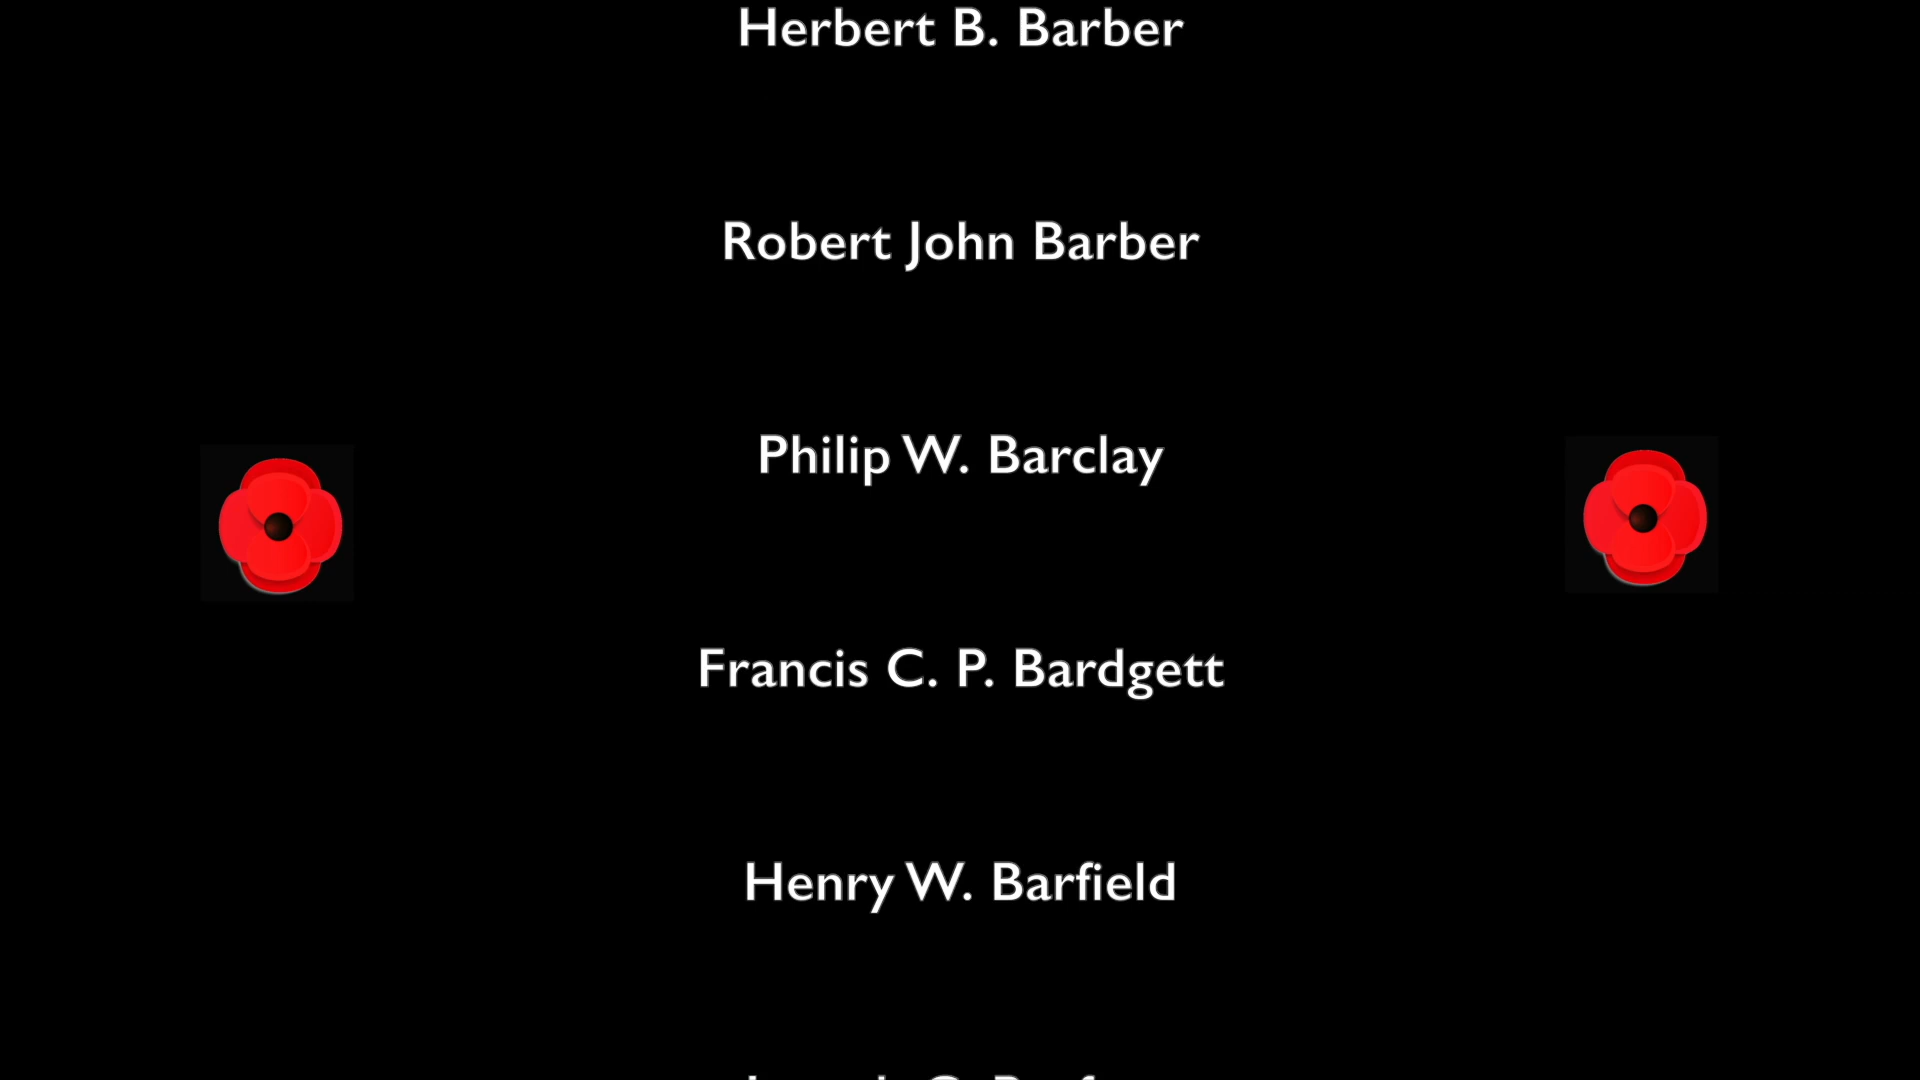 Herbert B. Barber
Robert John Barber
Philip W. Barclay
Francis C. P. Bardgett
Henry W. Barfield